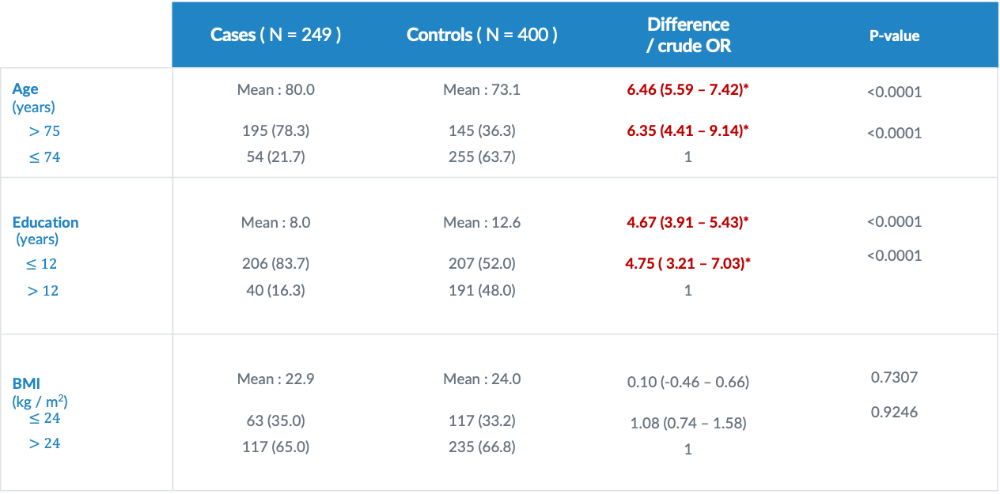 Cases ( N = 249 ) Controls ( N = 400 ) Difference / crude OR P-value
Age Mean : 80.0 Mean : 73.1 6.46 (5.59 – 7.42)* <0.0001
(years)
> 75 195 (78.3) 145 (36.3) 6.35 (4.41 – 9.14)* <0.0001
≤ 74 54 (21.7) 255 (63.7) 1
Education Mean : 8.0 Mean : 12.6 4.67 (3.91 – 5.43)* <0.0001
(years)
≤ 12 206 (83.7) 207 (52.0) 4.75 ( 3.21 – 7.03)* <0.0001
> 12 40 (16.3) 191 (48.0) 1
BMI Mean : 22.9 Mean : 24.0 0.10 (-0.46 – 0.66) 0.7307
(kg / m²)
≤ 24 63 (35.0) 117 (33.2) 1.08 (0.74 – 1.58) 0.9246
> 24 117 (65.0) 235 (66.8) 1